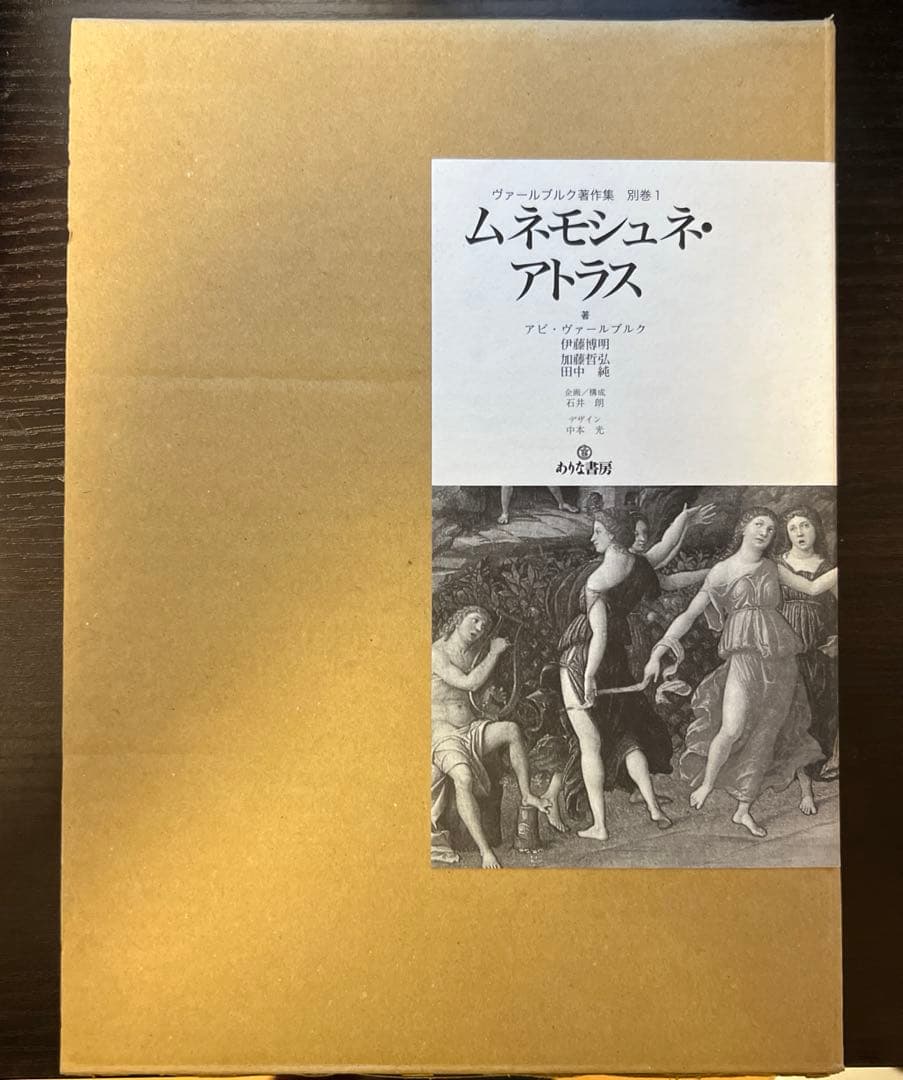 ヴァールブルク著作集 別巻1
ムネモシュネ・
アトラス
著
アビ・ヴァールブルク
伊藤博明
加藤哲弘
田中 純
企画/構成
石井 朗
デザイン
中本 光
ありな書房